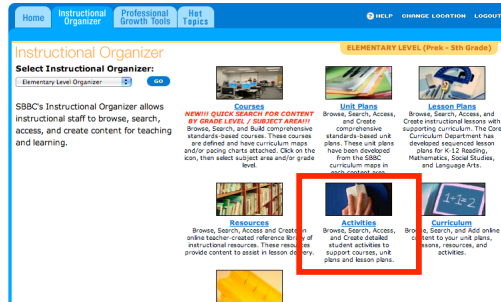 Home
Instructional Organizer
Professional Growth Tools
Hot Topics
? HELP CHANGE LOCATION LOGOUT
Instructional Organizer
ELEMENTARY LEVEL (Prek - 5th Grade)
Select Instructional Organizer:
Elementary Level Organizer GO
SBBC's Instructional Organizer allows
instructional staff to browse, search,
access, and create content for teaching
and learning.
Courses
NEW!!! QUICK SEARCH FOR CONTENT
BY GRADE LEVEL / SUBJECT AREA!!!
Browse, Search, and Build comprehensive
standards-based courses. These courses
are defined and have curriculum maps
and/or pacing charts attached. Click on the
icon, then select subject area and/or grade
level.
Unit Plans
Browse, Search, Access,
and Create
comprehensive
standards-based unit
plans. These unit plans
have been developed
from the SBBC
curriculum maps in
each content area
Lesson Plans
Browse, Search, Access, and
Create instructional lessons with
supporting curriculum. The Core
Curriculum Department has
developed sequenced lesson
plans for K-12 Reading,
Mathematics, Social Studies,
and Language Arts.
Resources
Browse, Search, Access and Create an
online teacher-created reference library of
instructional resources. These resources
provide content to assist in lesson delivery.
Activities
Browse, Search, Access,
and Create detailed
student activities to
support courses, unit
plans and lesson plans.
1-1=2
Curriculum
Browse, Search, and Add online
content to your unit plans,
lessons, resources, and
activities.